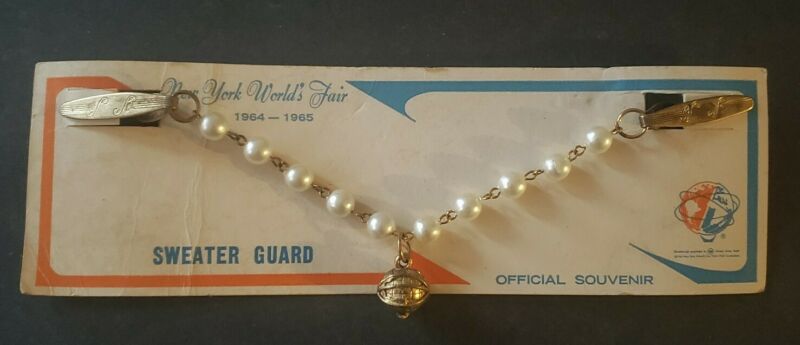 New York World's Fair
1964 — 1965
SWEATER GUARD
OFFICIAL SOUVENIR